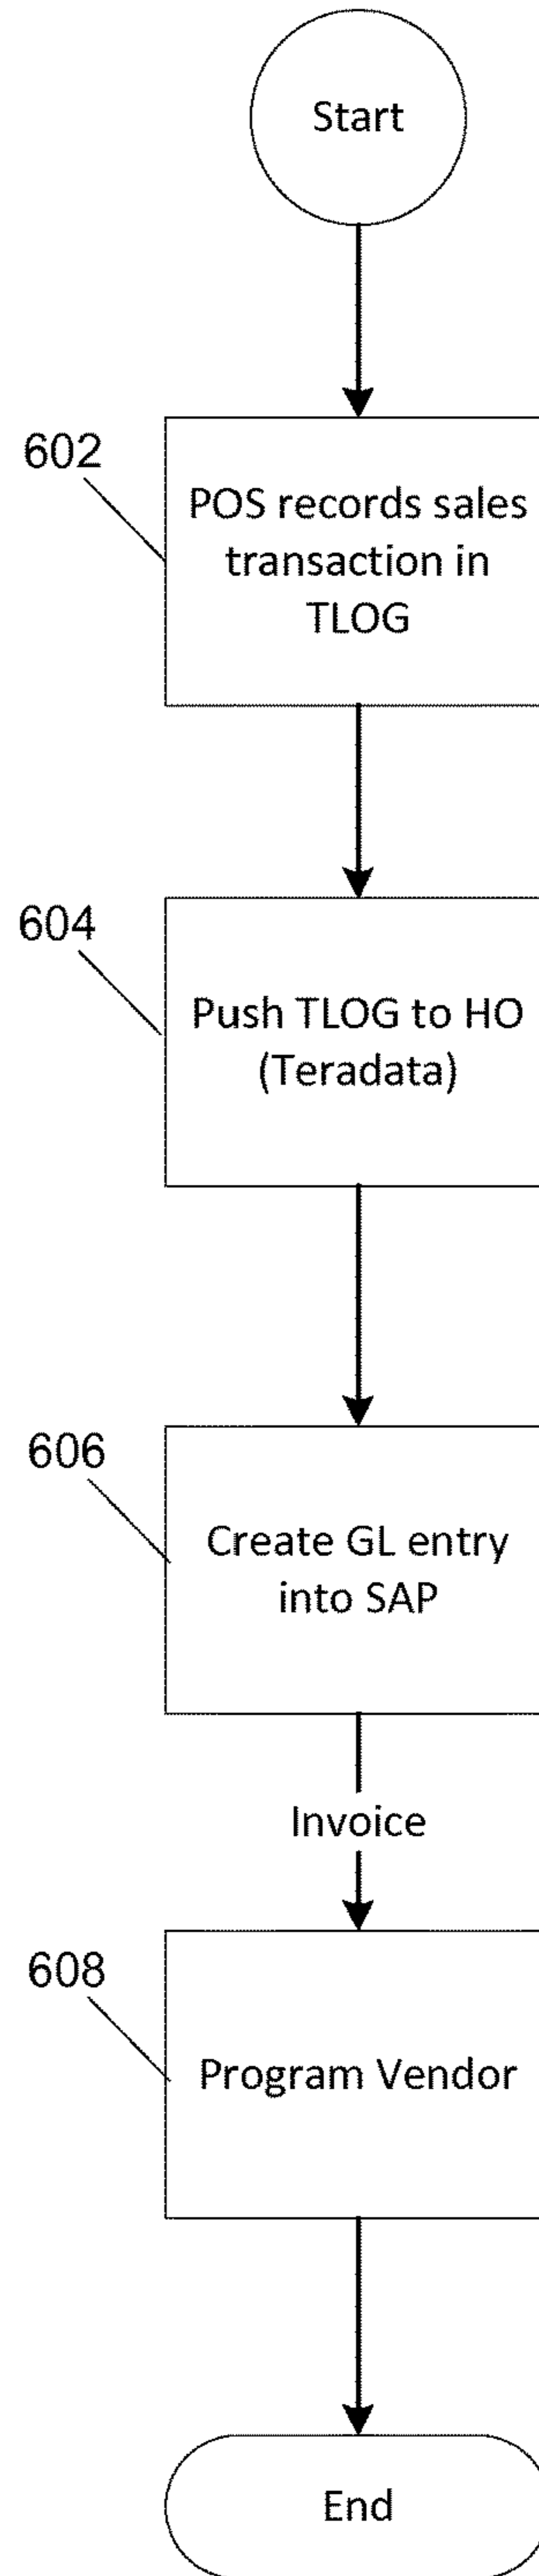 Start
602
POS records sales
transaction in
TLOG
604
Push TLOG to HO
(Teradata)
606
Create GL entry
into SAP
Invoice
608
Program Vendor
End